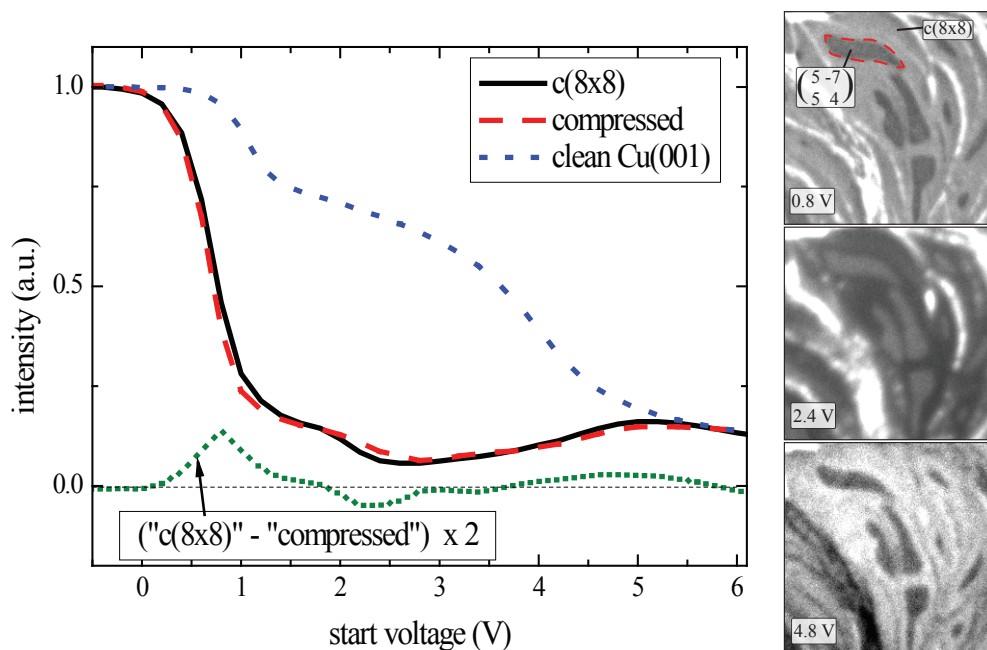 intensity (a.u.)
1.0
0.5
0.0
c(8x8)
compressed
clean Cu(001)
("c(8x8)" - "compressed") x 2
0
1
2
3
4
5
6
start voltage (V)
c(8x8)
5 -7
5 4
0.8 V
2.4 V
4.8 V